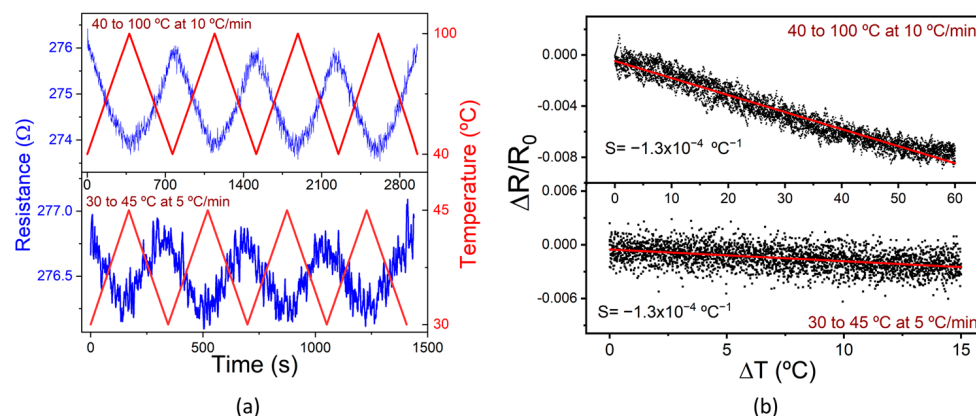 40 to 100 ºC at 10 ºC/min
276
275
274
100
40
0 700 1400 2100 2800
Resistance (Ω)
Temperature (ºC)
30 to 45 ºC at 5 ºC/min
277.0
276.5
45
30
0 500 1000 1500
Time (s)
(a)
40 to 100 ºC at 10 ºC/min
0.000
-0.004
-0.008
S= −1.3x10⁻⁴ ºC⁻¹
0 10 20 30 40 50 60
ΔR/R₀
0.006
0.000
-0.006
S= −1.3x10⁻⁴ ºC⁻¹
30 to 45 ºC at 5 ºC/min
0 5 10 15
ΔT (ºC)
(b)